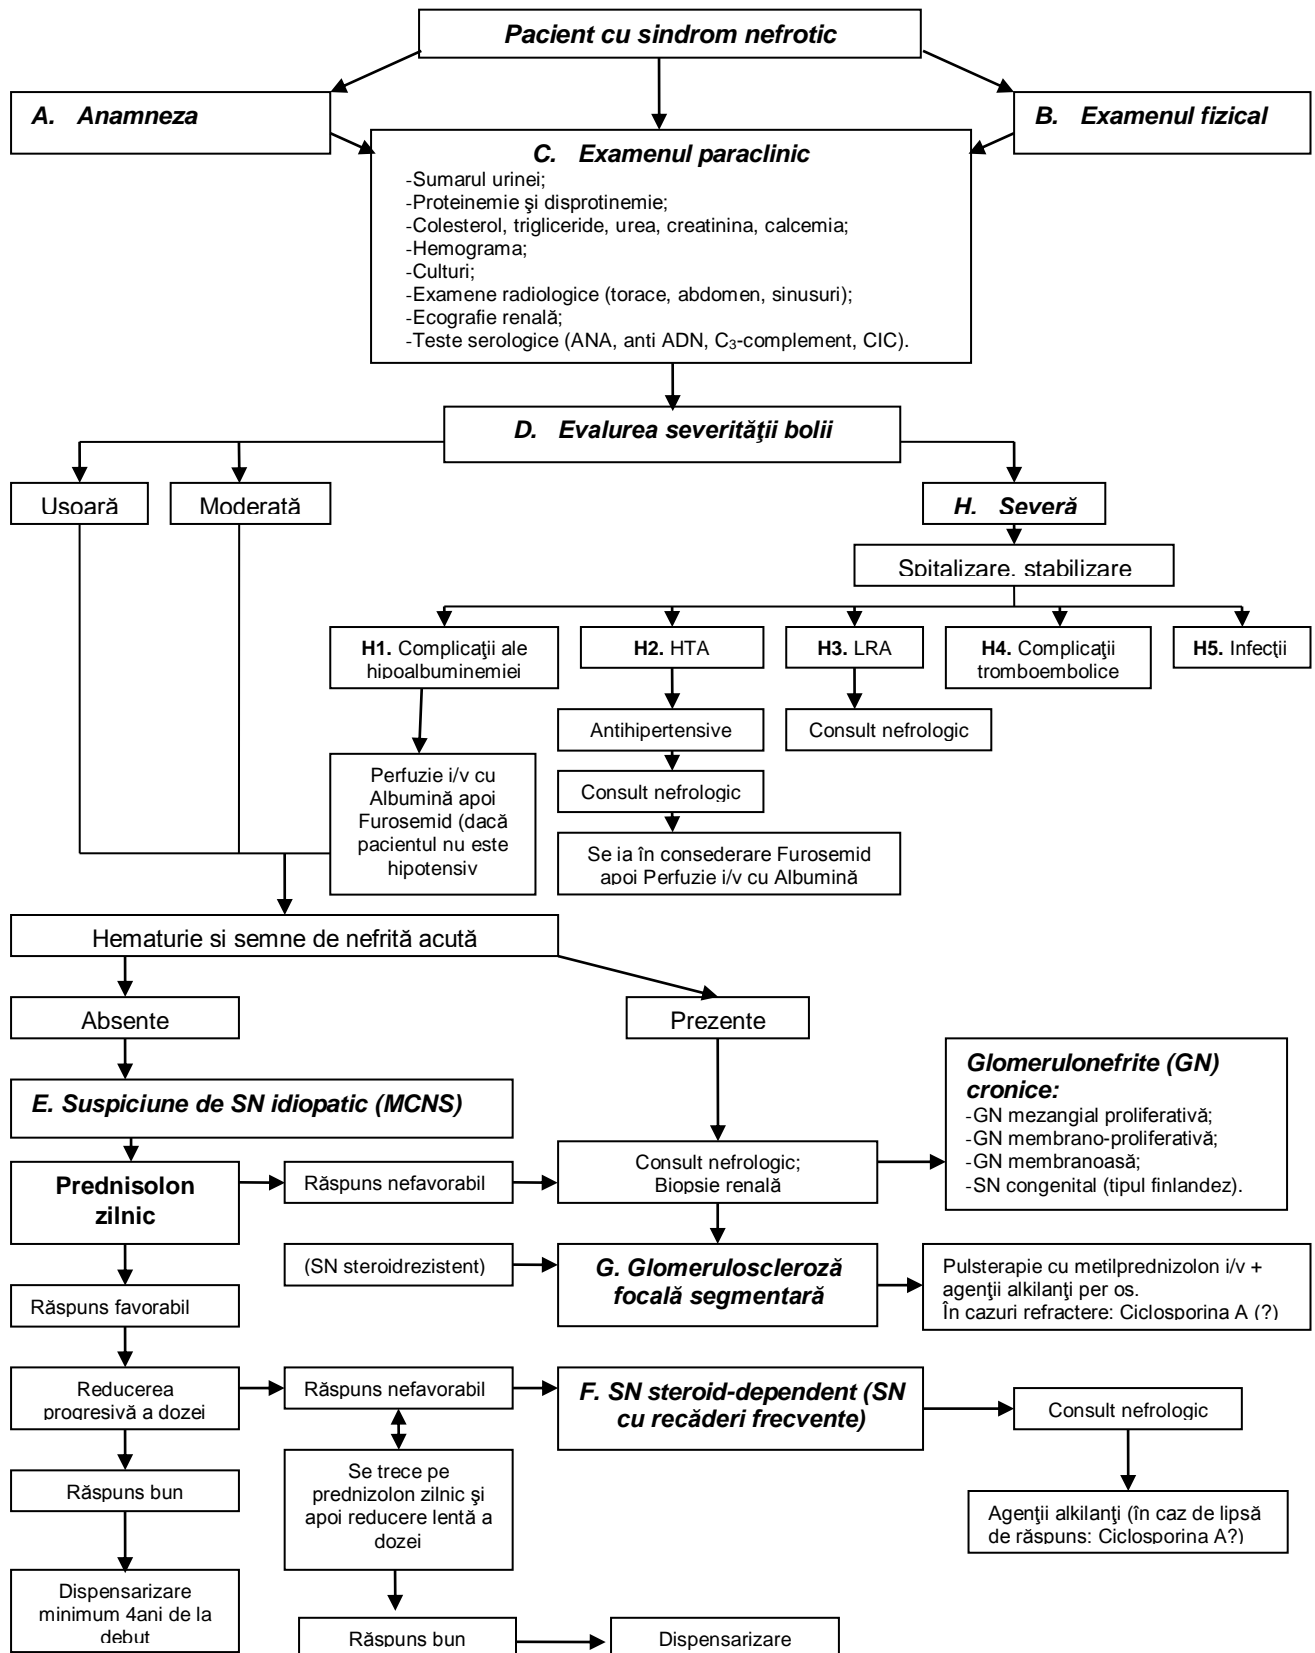 Pacient cu sindrom nefrotic
A. Anamneza
B. Examenul fizical
C. Examenul paraclinic
-Sumarul urinei;
-Proteinemie şi disprotinemie;
-Colesterol, trigliceride, urea, creatinina, calcemia;
-Hemograma;
-Culturi;
-Examene radiologice (torace, abdomen, sinusuri);
-Ecografie renală;
-Teste serologice (ANA, anti ADN, C₃-complement, CIC).
D. Evalurea severităţii bolii
Usoară
Moderată
H. Severă
Spitalizare, stabilizare
H1. Complicaţii ale
hipoalbuminemiei
H2. HTA
H3. LRA
H4. Complicaţii
tromboembolice
H5. Infecţii
Antihipertensive
Consult nefrologic
Perfuzie i/v cu
Albumină apoi
Furosemid (dacă
pacientul nu este
hipotensiv
Consult nefrologic
Se ia în consederare Furosemid
apoi Perfuzie i/v cu Albumină
Hematurie si semne de nefrită acută
Absente
Prezente
E. Suspiciune de SN idiopatic (MCNS)
Glomerulonefrite (GN)
cronice:
-GN mezangial proliferativă;
-GN membrano-proliferativă;
-GN membranoasă;
-SN congenital (tipul finlandez).
Prednisolon
zilnic
Răspuns nefavorabil
Consult nefrologic;
Biopsie renală
(SN steroidrezistent)
G. Glomeruloscleroză
focală segmentară
Pulsterapie cu metilprednizolon i/v +
agenţii alkilanţi per os.
În cazuri refractere: Ciclosporina A (?)
Răspuns favorabil
Reducerea
progresivă a dozei
Răspuns nefavorabil
F. SN steroid-dependent (SN
cu recăderi frecvente)
Consult nefrologic
Răspuns bun
Se trece pe
prednizolon zilnic şi
apoi reducere lentă a
dozei
Agenţii alkilanţi (în caz de lipsă
de răspuns: Ciclosporina A?)
Dispensarizare
minimum 4ani de la
debut
Răspuns bun
Dispensarizare